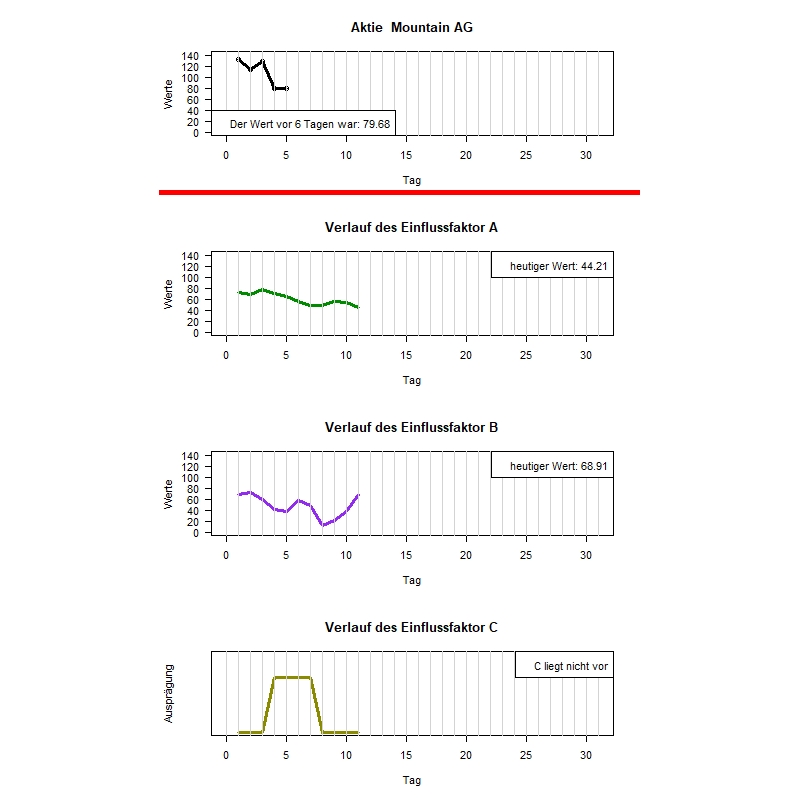 Aktie  Mountain AG
Werte
140
120
100
80
60
40
20
0
Der Wert vor 6 Tagen war: 79.68
0 5 10 15 20 25 30
Tag
Verlauf des Einflussfaktor A
Werte
140
120
100
80
60
40
20
0
heutiger Wert: 44.21
0 5 10 15 20 25 30
Tag
Verlauf des Einflussfaktor B
Werte
140
120
100
80
60
40
20
0
heutiger Wert: 68.91
0 5 10 15 20 25 30
Tag
Verlauf des Einflussfaktor C
Ausprägung
C liegt nicht vor
0 5 10 15 20 25 30
Tag